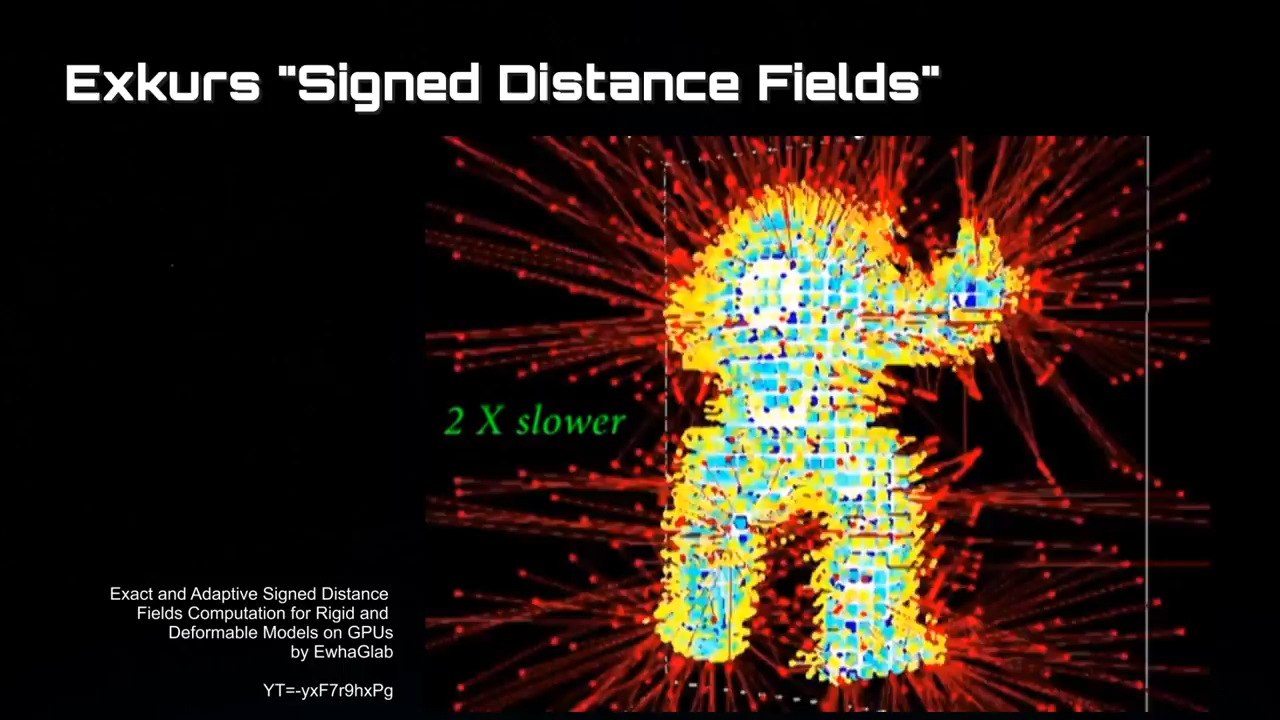 Exkurs "Signed Distance Fields"
2 X slower
Exact and Adaptive Signed Distance
Fields Computation for Rigid and
Deformable Models on GPUs
by EwhaGlab
YT=-yxF7r9hxPg